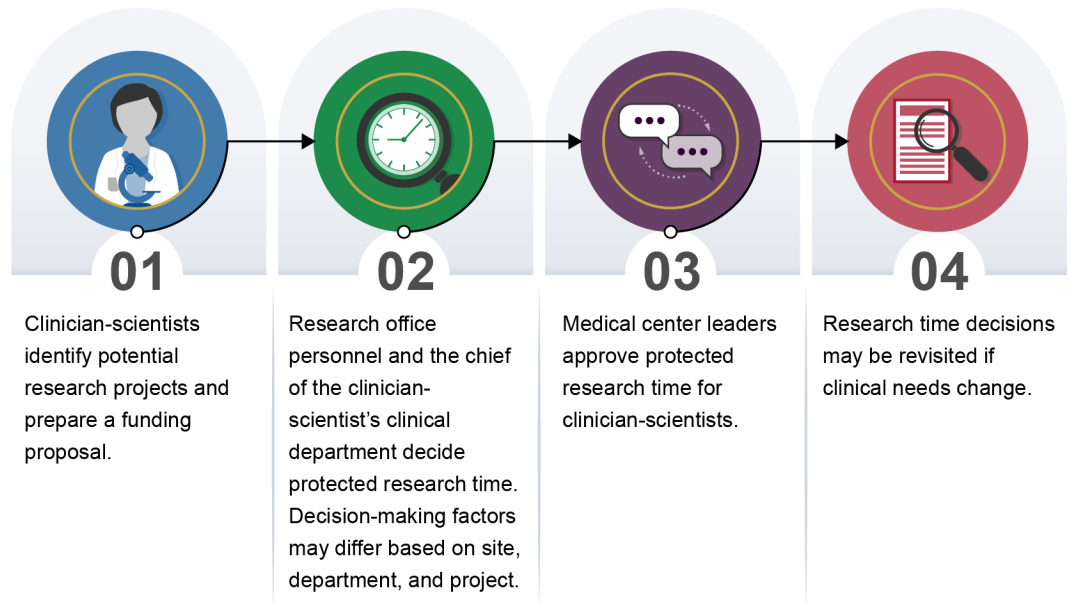 01
Clinician-scientists
identify potential
research projects and
prepare a funding
proposal.
02
Research office
personnel and the chief
of the clinician-
scientist’s clinical
department decide
protected research time.
Decision-making factors
may differ based on site,
department, and project.
03
Medical center leaders
approve protected
research time for
clinician-scientists.
04
Research time decisions
may be revisited if
clinical needs change.